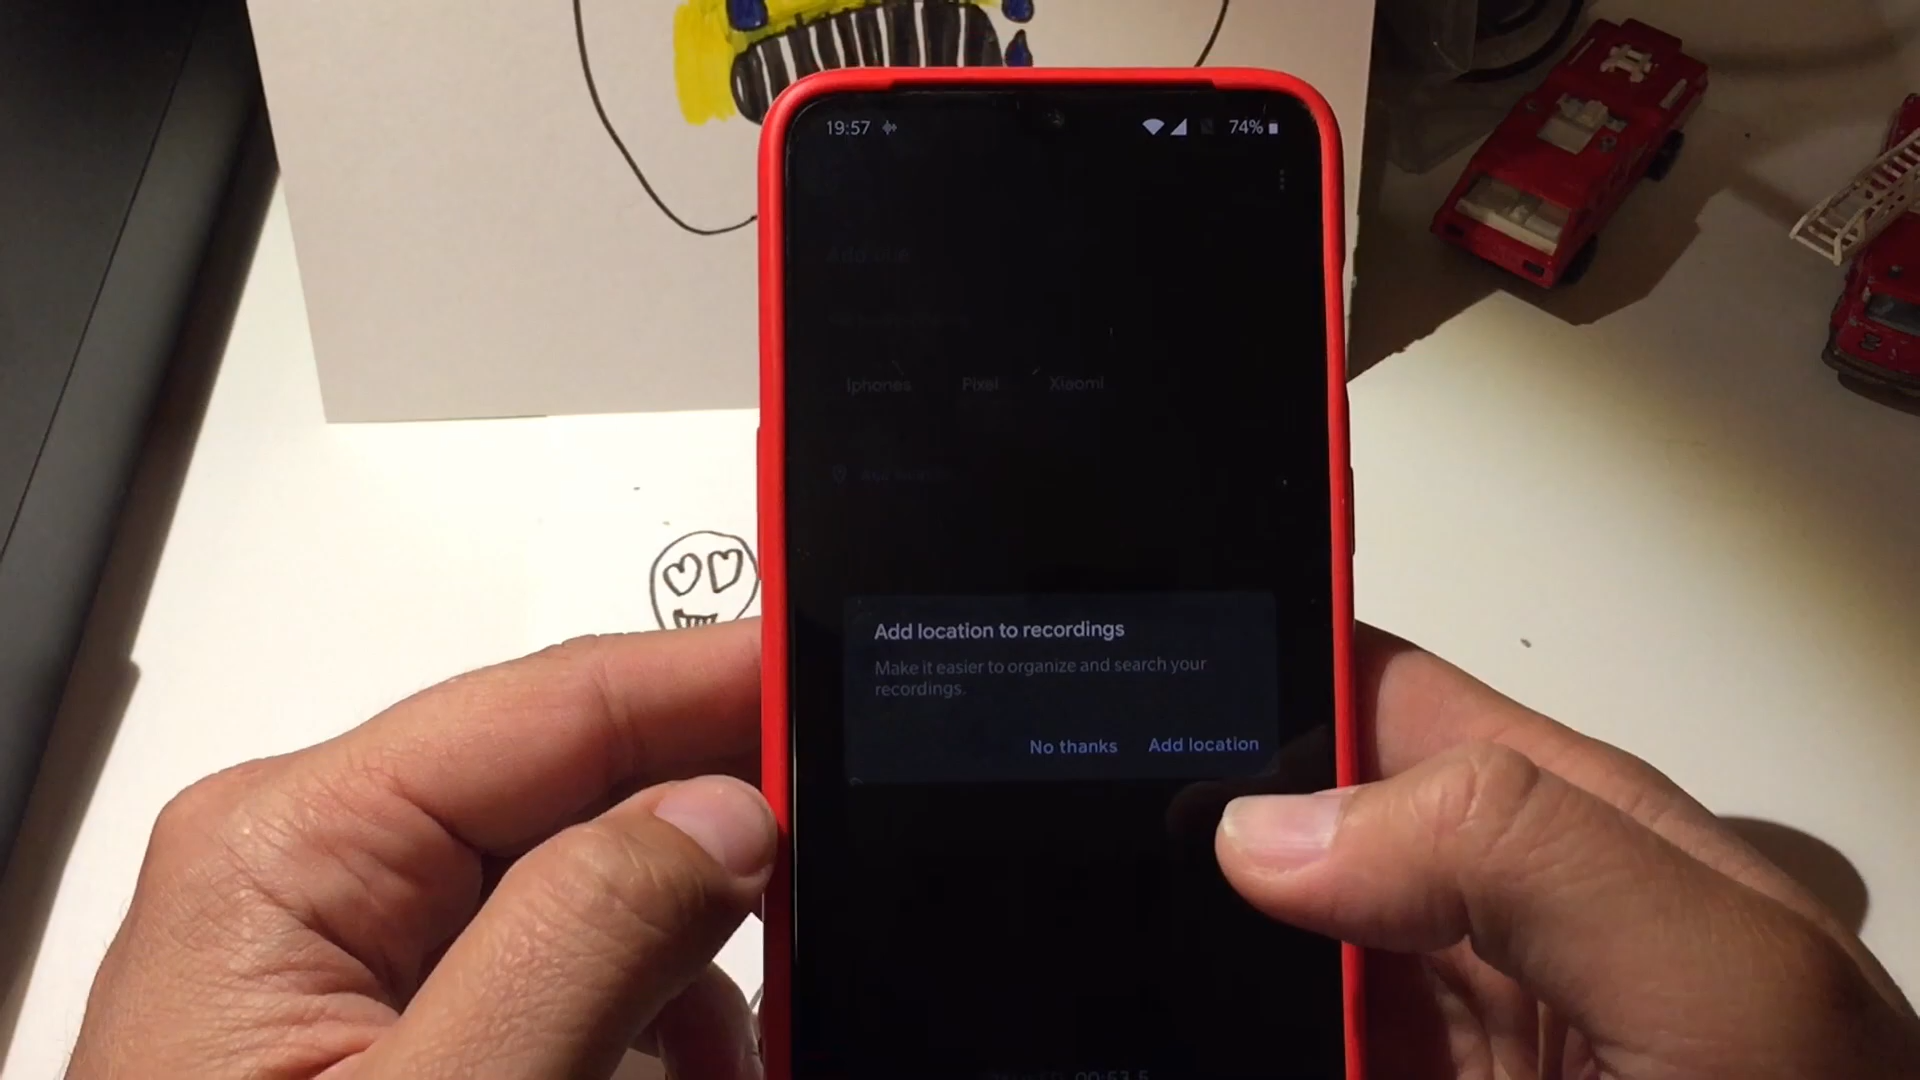 19:57
74%
Iphones Pixel Xiaomi
Add location to recordings
Make it easier to organize and search your
recordings.
No thanks Add location